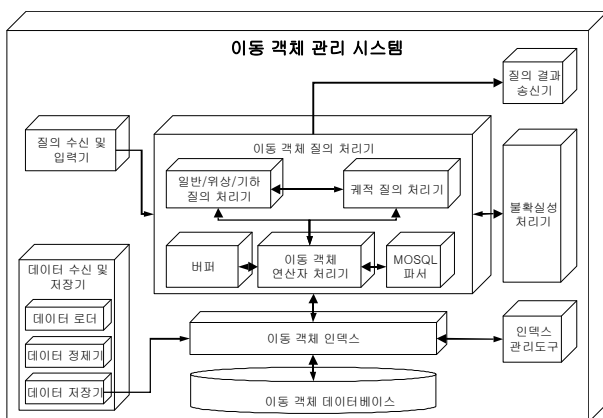 이동 객체 관리 시스템
질의 결과
송신기
질의 수신 및
입력기
이동 객체 질의 처리기
일반/위상/기하
질의 처리기
궤적 질의 처리기
불확실성
처리기
버퍼
이동 객체
연산자 처리기
MOSQL
파서
데이터 수신 및
저장기
데이터 로더
데이터 정제기
데이터 저장기
이동 객체 인덱스
인덱스
관리도구
이동 객체 데이터베이스